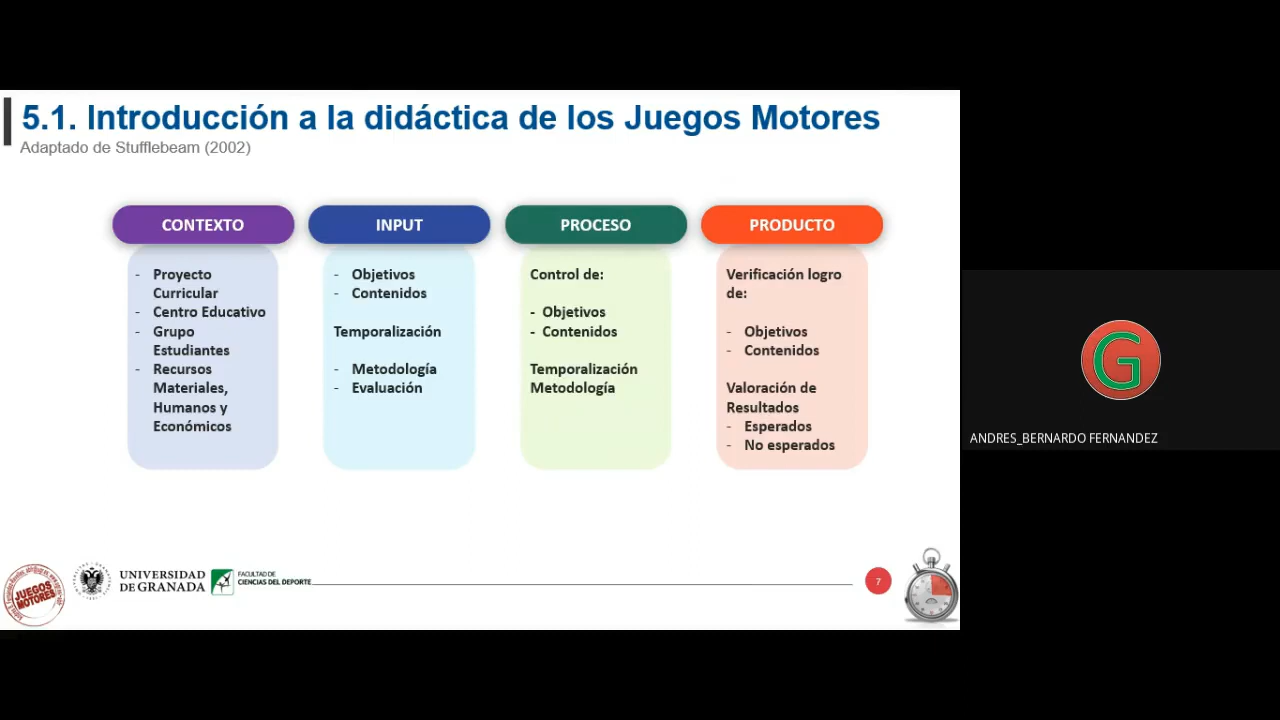 5.1. Introducción a la didáctica de los Juegos Motores
Adaptado de Stufflebeam (2002)
CONTEXTO
- Proyecto
Curricular
- Centro Educativo
- Grupo
Estudiantes
- Recursos
Materiales,
Humanos y
Económicos
INPUT
- Objetivos
- Contenidos
Temporalización
- Metodología
- Evaluación
PROCESO
Control de:
- Objetivos
- Contenidos
Temporalización
Metodología
PRODUCTO
Verificación logro
de:
- Objetivos
- Contenidos
Valoración de
Resultados
- Esperados
- No esperados
G
ANDRES_BERNARDO FERNANDEZ
JUEGOS
MOTORES
UNIVERSIDAD
DE GRANADA
FACULTAD DE
CIENCIAS DEL DEPORTE
7